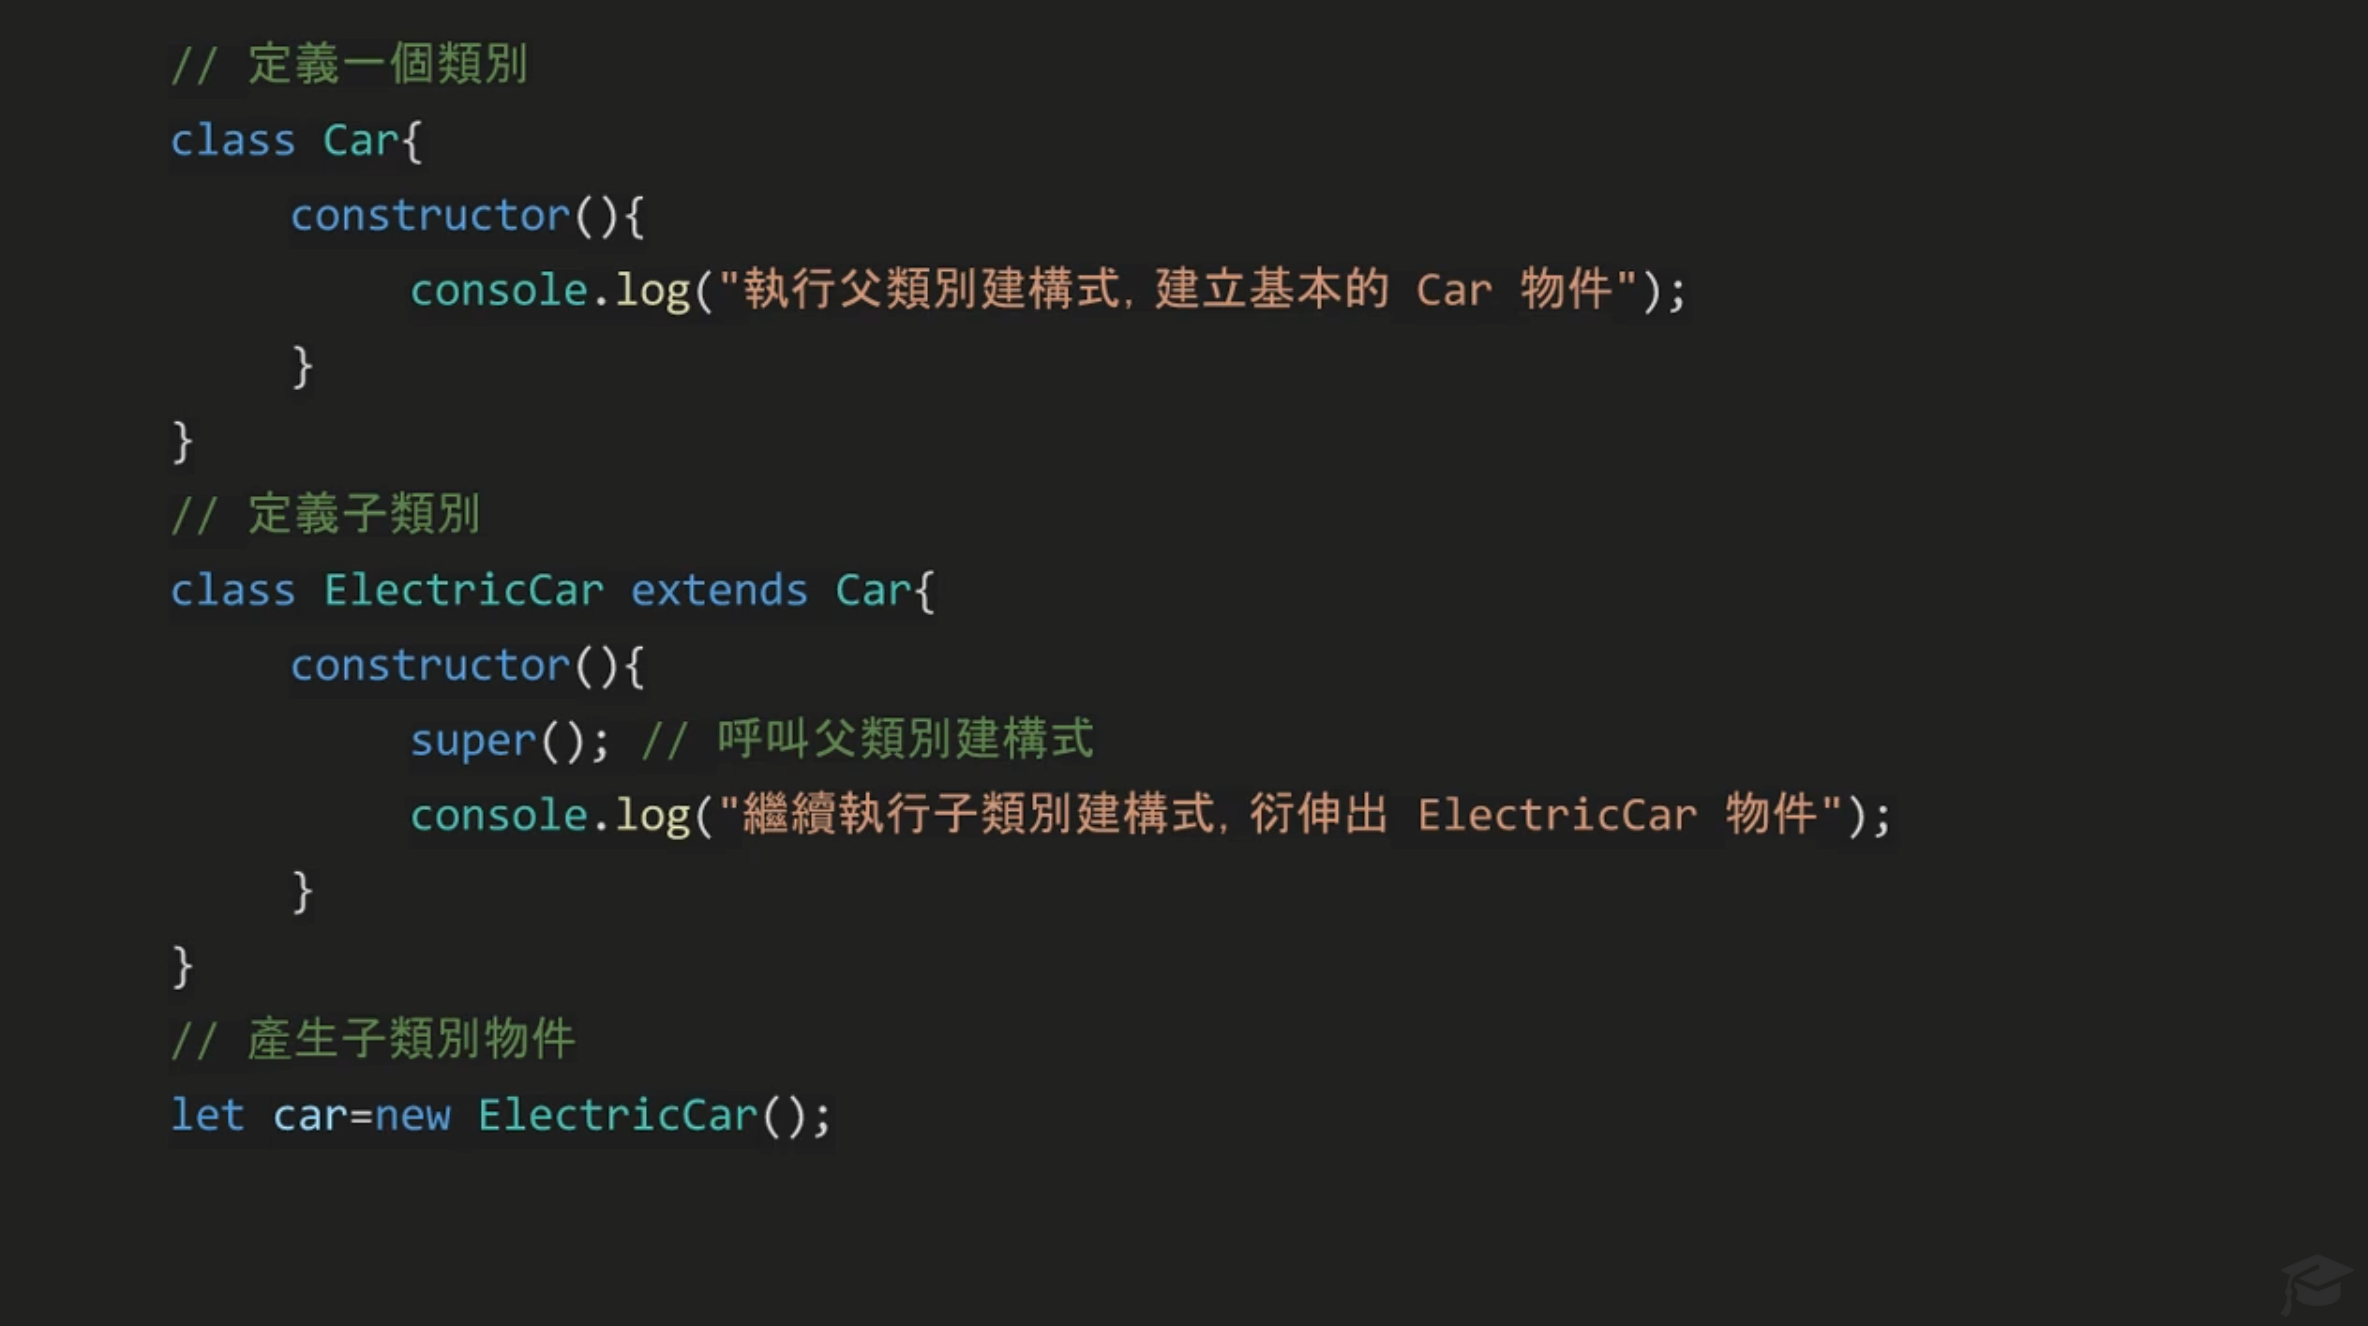 // 定義一個類別
class Car{
constructor(){
console.log("執行父類別建構式, 建立基本的 Car 物件");
}
}
// 定義子類別
class ElectricCar extends Car{
constructor(){
super(); // 呼叫父類別建構式
console.log("繼續執行子類別建構式, 衍伸出 ElectricCar 物件");
}
}
// 產生子類別物件
let car=new ElectricCar();